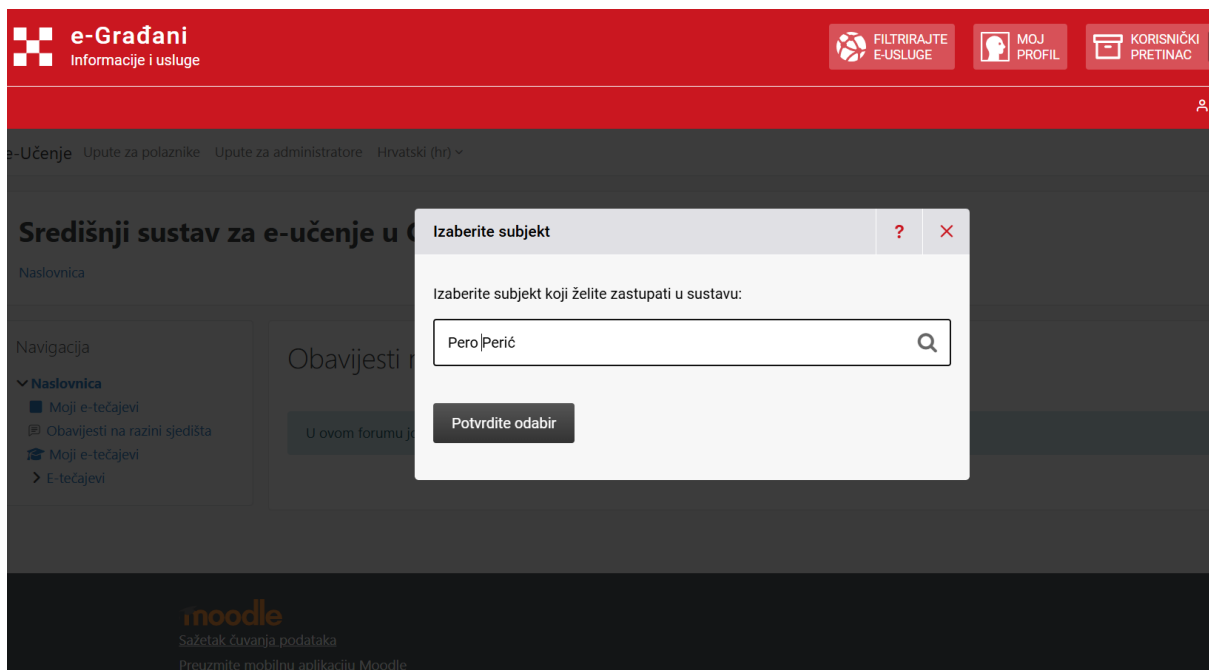 e-Građani
Informacije i usluge
FILTRIRAJTE
E-USLUGE
MOJ
PROFIL
KORISNIČKI
PRETINAC
e-Učenje Upute za polaznike Upute za administratore Hrvatski (hr)
Središnji sustav za e-učenje u
Naslovnica
Izaberite subjekt ?
Izaberite subjekt koji želite zastupati u sustavu:
Pero Perić
Potvrdite odabir
Navigacija
Naslovnica
Moji e-tečajevi
Obavijesti na razini sjedišta
Moji e-tečajevi
E-tečajevi
Obavijesti
U ovom forumu
moodle
Sažetak čuvanja podataka
Preuzmite mobilnu aplikaciju Moodle